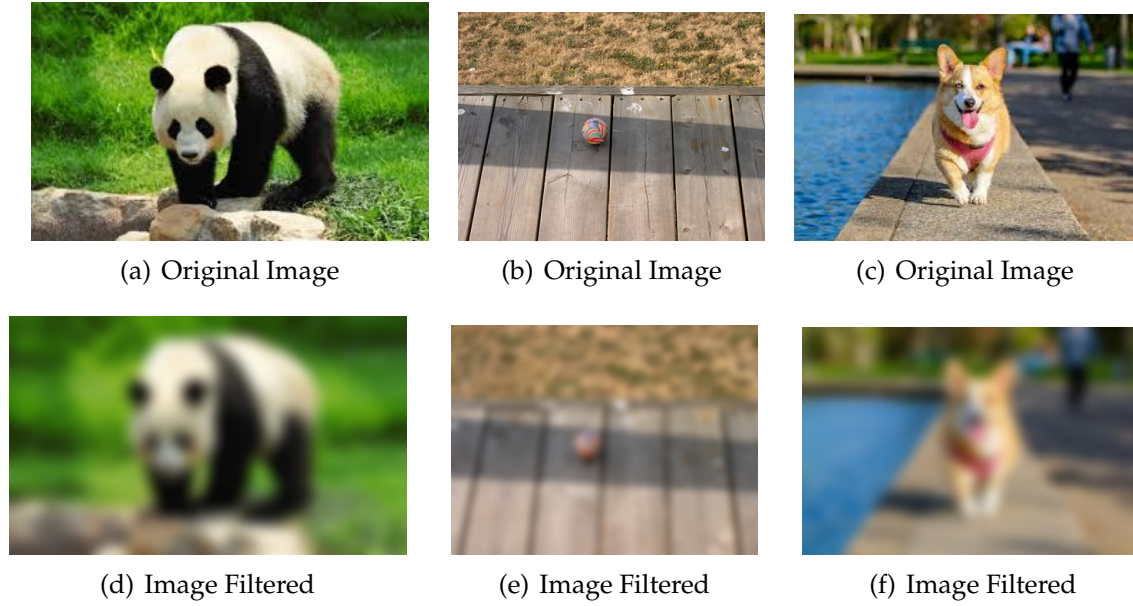 (a) Original Image
(b) Original Image
(c) Original Image
(d) Image Filtered
(e) Image Filtered
(f) Image Filtered